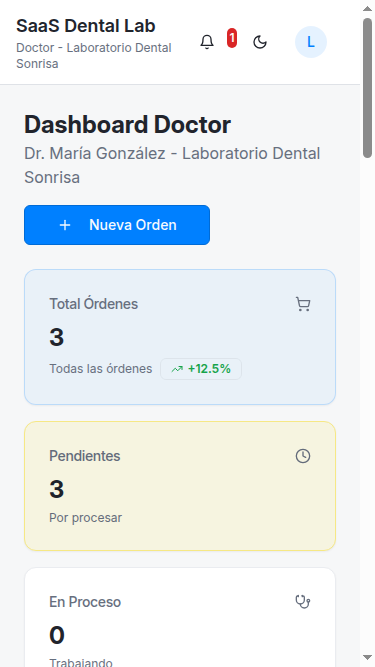 SaaS Dental Lab
Doctor - Laboratorio Dental
Sonrisa
1
L
Dashboard Doctor
Dr. María González - Laboratorio Dental
Sonrisa
Nueva Orden
Total Órdenes
3
Todas las órdenes
+12.5%
Pendientes
3
Por procesar
En Proceso
0
Trabajando